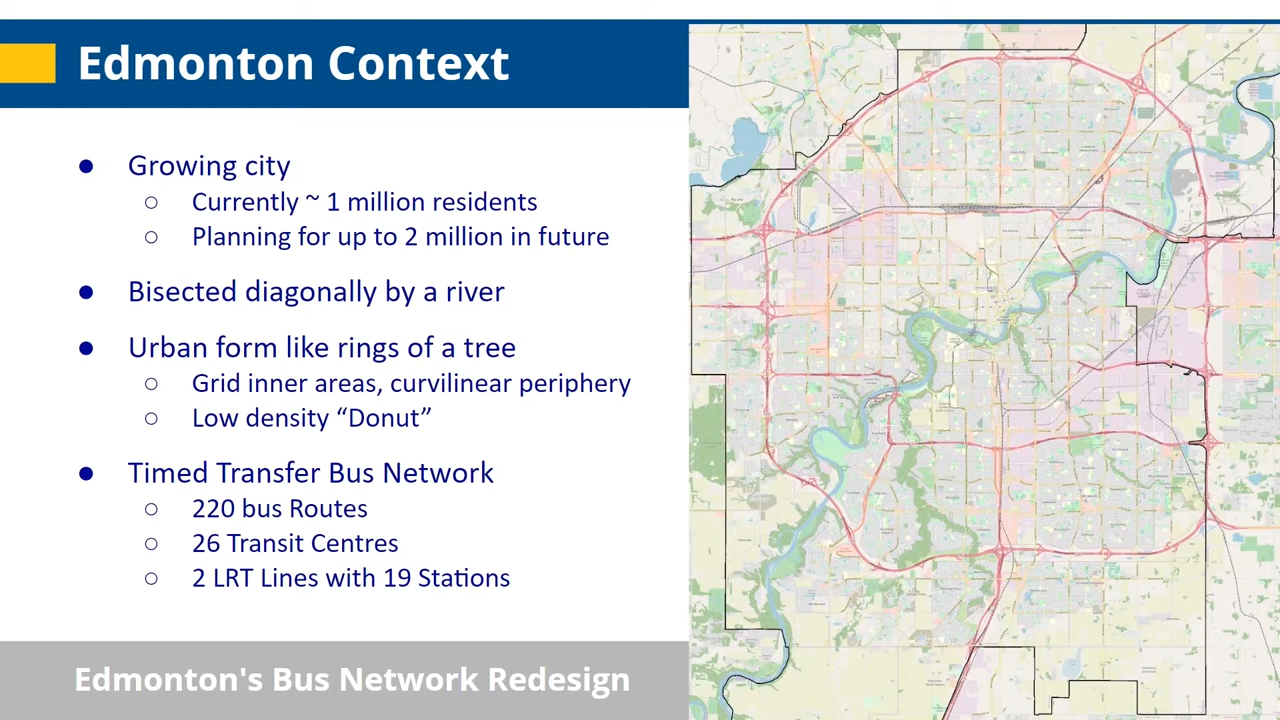 Edmonton Context
● Growing city
○ Currently ~ 1 million residents
○ Planning for up to 2 million in future
● Bisected diagonally by a river
● Urban form like rings of a tree
○ Grid inner areas, curvilinear periphery
○ Low density “Donut”
● Timed Transfer Bus Network
○ 220 bus Routes
○ 26 Transit Centres
○ 2 LRT Lines with 19 Stations
Edmonton's Bus Network Redesign